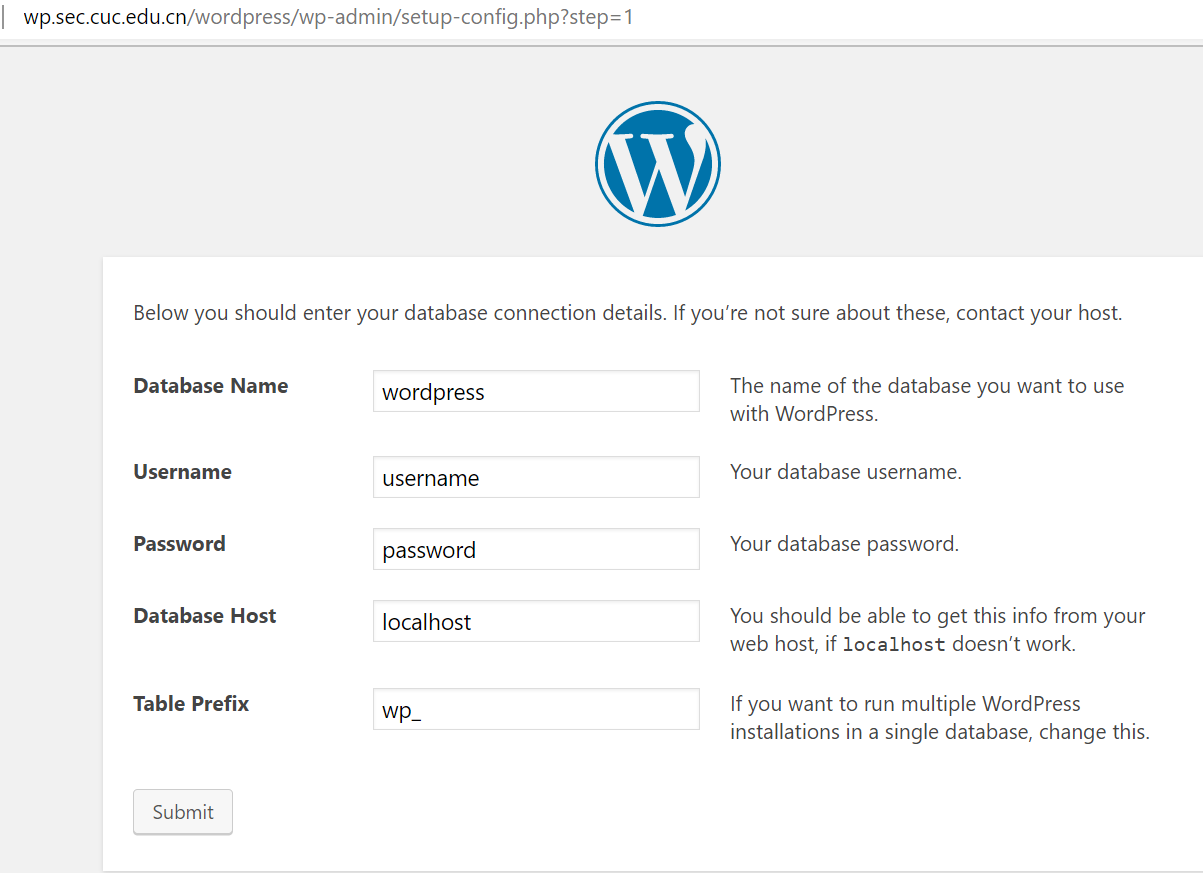 wp.sec.cuc.edu.cn/wordpress/wp-admin/setup-config.php?step=1
Below you should enter your database connection details. If you’re not sure about these, contact your host.
Database Name
wordpress
The name of the database you want to use
with WordPress.
Username
username
Your database username.
Password
password
Your database password.
Database Host
localhost
You should be able to get this info from your
web host, if localhost doesn’t work.
Table Prefix
wp_
If you want to run multiple WordPress
installations in a single database, change this.
Submit